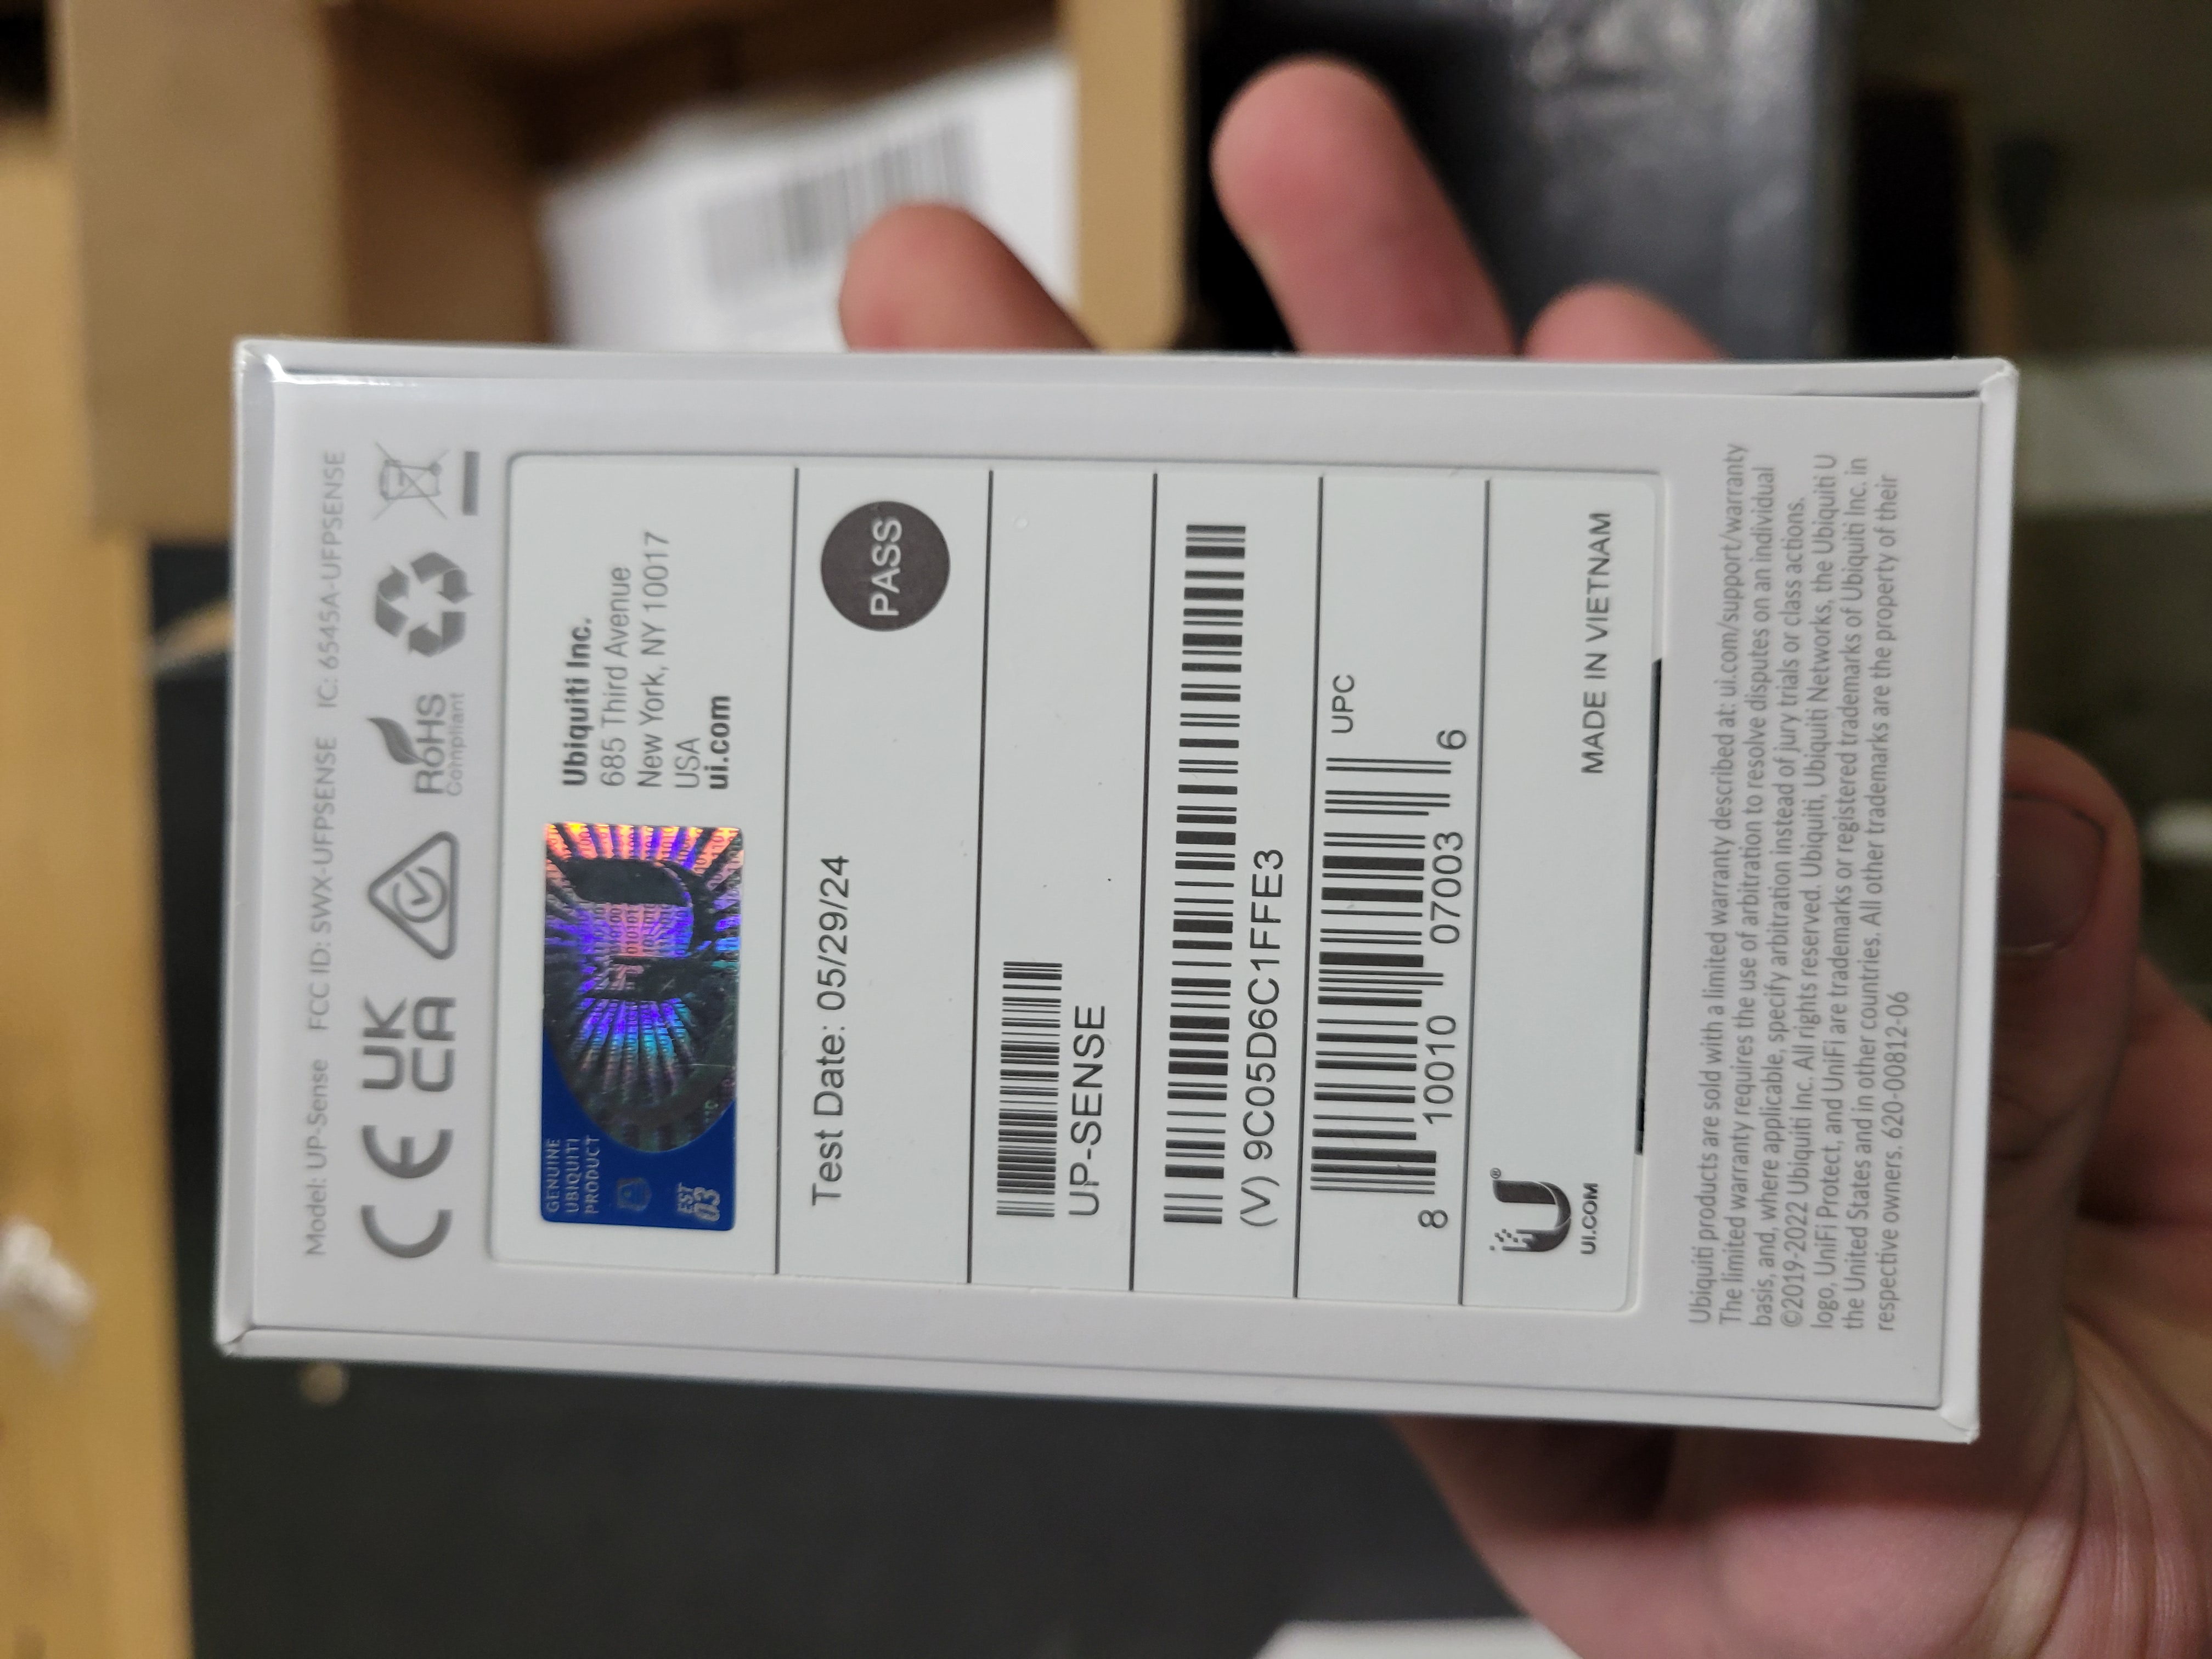 Model: UP-Sense FCC ID: SWX-UFPSENSE IC: 6545A-UFPSENSE
CE UK CA RoHS Compliant
GENUINE
UBIQUITI
PRODUCT
EST
03
Ubiquiti Inc.
685 Third Avenue
New York, NY 10017
USA
ui.com
Test Date: 05/29/24
PASS
UP-SENSE
(V) 9C05D6C1FFE3
UPC
8 10010 07003 6
UI.COM
MADE IN VIETNAM
Ubiquiti products are sold with a limited warranty described at: ui.com/support/warranty
The limited warranty requires the use of arbitration to resolve disputes on an individual
basis, and, where applicable, specify arbitration instead of jury trials or class actions.
©2019-2022 Ubiquiti Inc. All rights reserved. Ubiquiti, Ubiquiti Networks, the Ubiquiti U
logo, UniFi Protect, and UniFi are trademarks or registered trademarks of Ubiquiti Inc. in
the United States and in other countries. All other trademarks are the property of their
respective owners. 620-00812-06